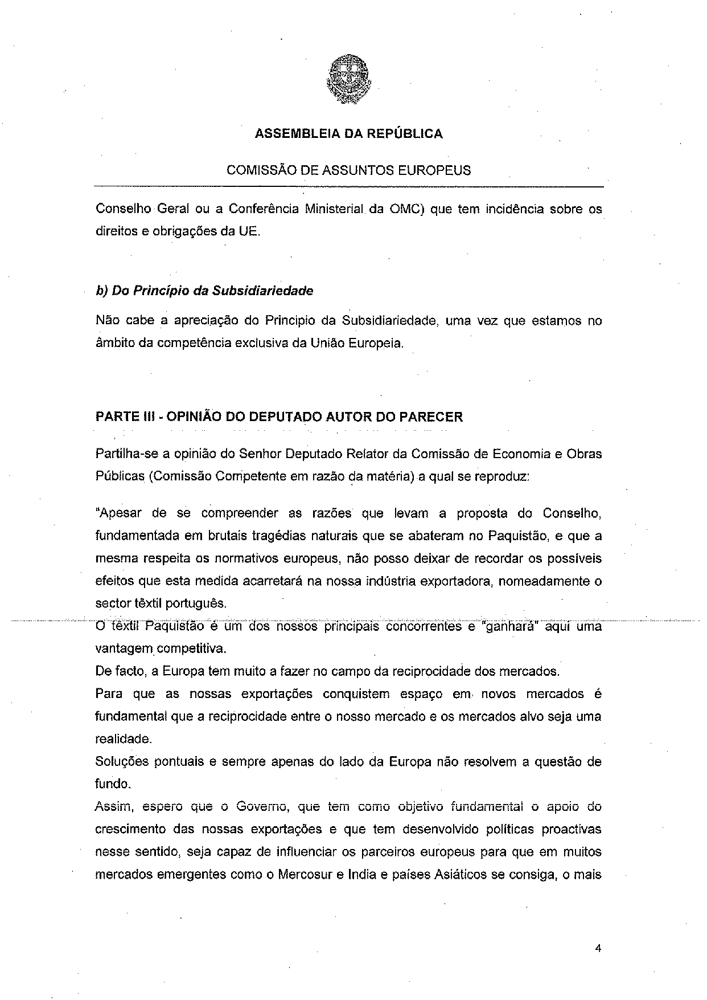 ASSEMBLEIA DA REPÚBLICA
COMISSÃO DE ASSUNTOS EUROPEUS
Conselho Geral ou a Conferência Ministerial da OMC) que tem incidência sobre os
direitos e obrigações da UE.
b) Do Princípio da Subsidiariedade
Não cabe a apreciação do Principio da Subsidiariedade, uma vez que estamos no
âmbito da competência exclusiva da União Europeia.
PARTE III - OPINIÃO DO DEPUTADO AUTOR DO PARECER
Partilha-se a opinião do Senhor Deputado Relator da Comissão de Economia e Obras
Públicas (Comissão Competente em razão da matéria) a qual se reproduz:
"Apesar de se compreender as razões que levam a proposta do Conselho,
fundamentada em brutais tragédias naturais que se abateram no Paquistão, e que a
mesma respeita os normativos europeus, não posso deixar de recordar os possíveis
efeitos que esta medida acarretará na nossa indústria exportadora, nomeadamente o
sector têxtil português.
O têxtil Paquistão é um dos nossos principais concorrentes e "ganhará" aqui uma
vantagem competitiva.
De facto, a Europa tem muito a fazer no campo da reciprocidade dos mercados.
Para que as nossas exportações conquistem espaço em novos mercados é
fundamental que a reciprocidade entre o nosso mercado e os mercados alvo seja uma
realidade.
Soluções pontuais e sempre apenas do lado da Europa não resolvem a questão de
fundo.
Assim, espero que o Governo, que tem como objetivo fundamental o apoio do
crescimento das nossas exportações e que tem desenvolvido políticas proactivas
nesse sentido, seja capaz de influenciar os parceiros europeus para que em muitos
mercados emergentes como o Mercosur e India e países Asiáticos se consiga, o mais
4